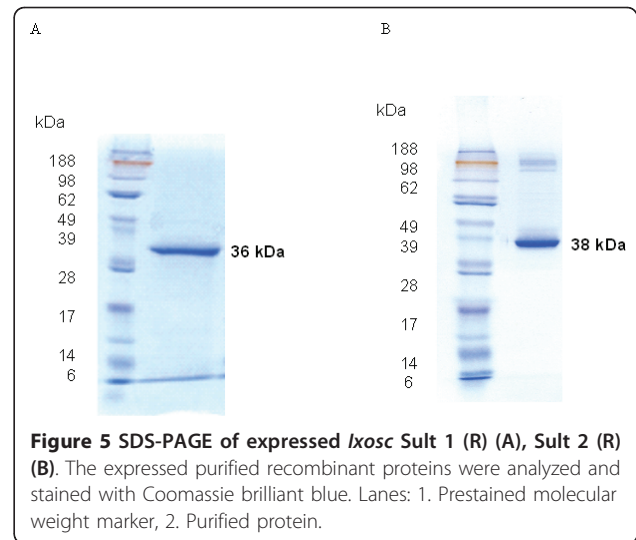 A
B
kDa
188
98
62
49
39
28
17
14
6
36 kDa
kDa
188
98
62
49
39
28
17
14
6
38 kDa
Figure 5 SDS-PAGE of expressed Ixosc Sult 1 (R) (A), Sult 2 (R)
(B). The expressed purified recombinant proteins were analyzed and
stained with Coomassie brilliant blue. Lanes: 1. Prestained molecular
weight marker, 2. Purified protein.